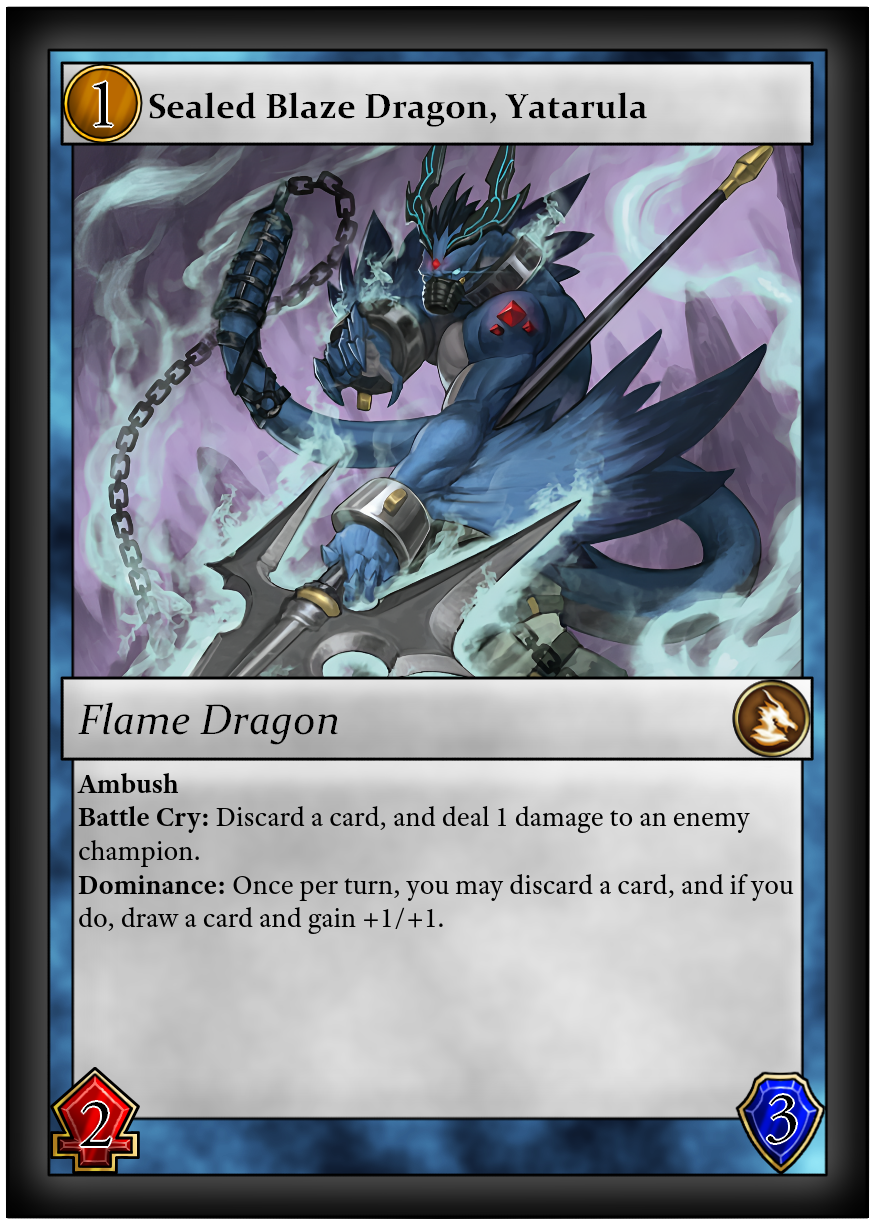 1
Sealed Blaze Dragon, Yatarula
Flame Dragon
Ambush
Battle Cry: Discard a card, and deal 1 damage to an enemy
champion.
Dominance: Once per turn, you may discard a card, and if you
do, draw a card and gain +1/+1.
2
3